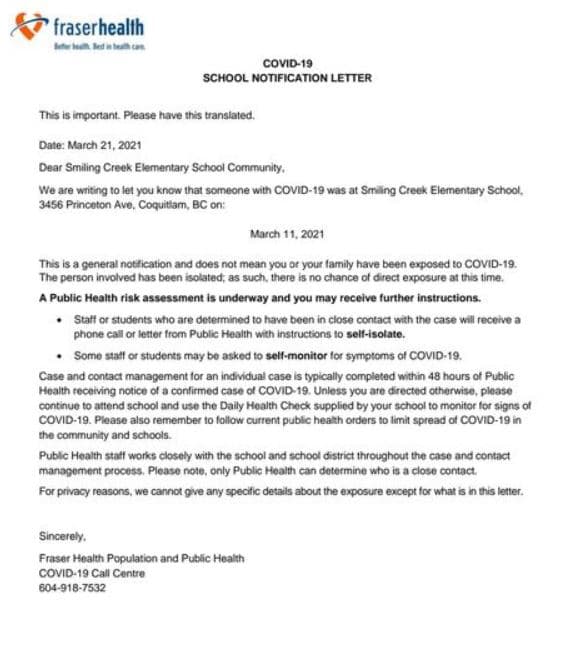 fraserhealth
Better health. Best in health care.
COVID-19
SCHOOL NOTIFICATION LETTER
This is important. Please have this translated.
Date: March 21, 2021
Dear Smiling Creek Elementary School Community,
We are writing to let you know that someone with COVID-19 was at Smiling Creek Elementary School,
3456 Princeton Ave, Coquitlam, BC on:
March 11, 2021
This is a general notification and does not mean you or your family have been exposed to COVID-19.
The person involved has been isolated; as such, there is no chance of direct exposure at this time.
A Public Health risk assessment is underway and you may receive further instructions.
• Staff or students who are determined to have been in close contact with the case will receive a
phone call or letter from Public Health with instructions to self-isolate.
• Some staff or students may be asked to self-monitor for symptoms of COVID-19.
Case and contact management for an individual case is typically completed within 48 hours of Public
Health receiving notice of a confirmed case of COVID-19. Unless you are directed otherwise, please
continue to attend school and use the Daily Health Check supplied by your school to monitor for signs of
COVID-19. Please also remember to follow current public health orders to limit spread of COVID-19 in
the community and schools.
Public Health staff works closely with the school and school district throughout the case and contact
management process. Please note, only Public Health can determine who is a close contact.
For privacy reasons, we cannot give any specific details about the exposure except for what is in this letter.
Sincerely,
Fraser Health Population and Public Health
COVID-19 Call Centre
604-918-7532